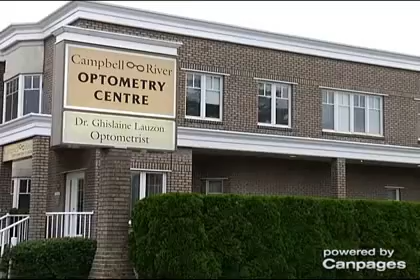 Campbell River
OPTOMETRY
CENTRE
Dr. Ghislaine Lauzon
Optometrist
powered by
Canpages